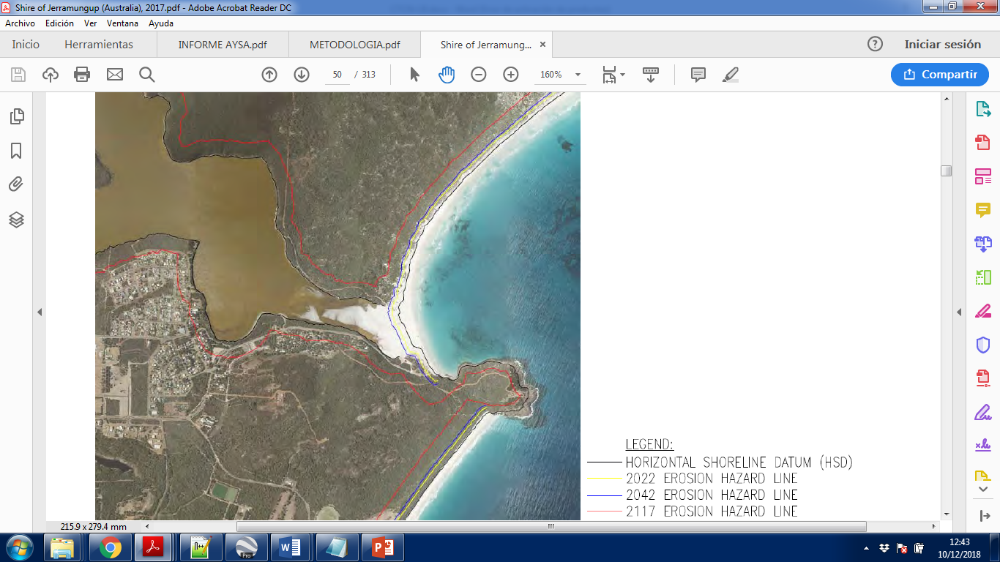 Shire of Jerramungup (Australia), 2017.pdf - Adobe Acrobat Reader DC
Archivo Edición Ver Ventana Ayuda
Inicio Herramientas INFORME AYSA.pdf METODOLOGIA.pdf Shire of Jerramung... × ? Iniciar sesión
50 / 313 160% Compartir
LEGEND:
HORIZONTAL SHORELINE DATUM (HSD)
2022 EROSION HAZARD LINE
2042 EROSION HAZARD LINE
2117 EROSION HAZARD LINE
215.9 x 279.4 mm
Pro
12:43
10/12/2018